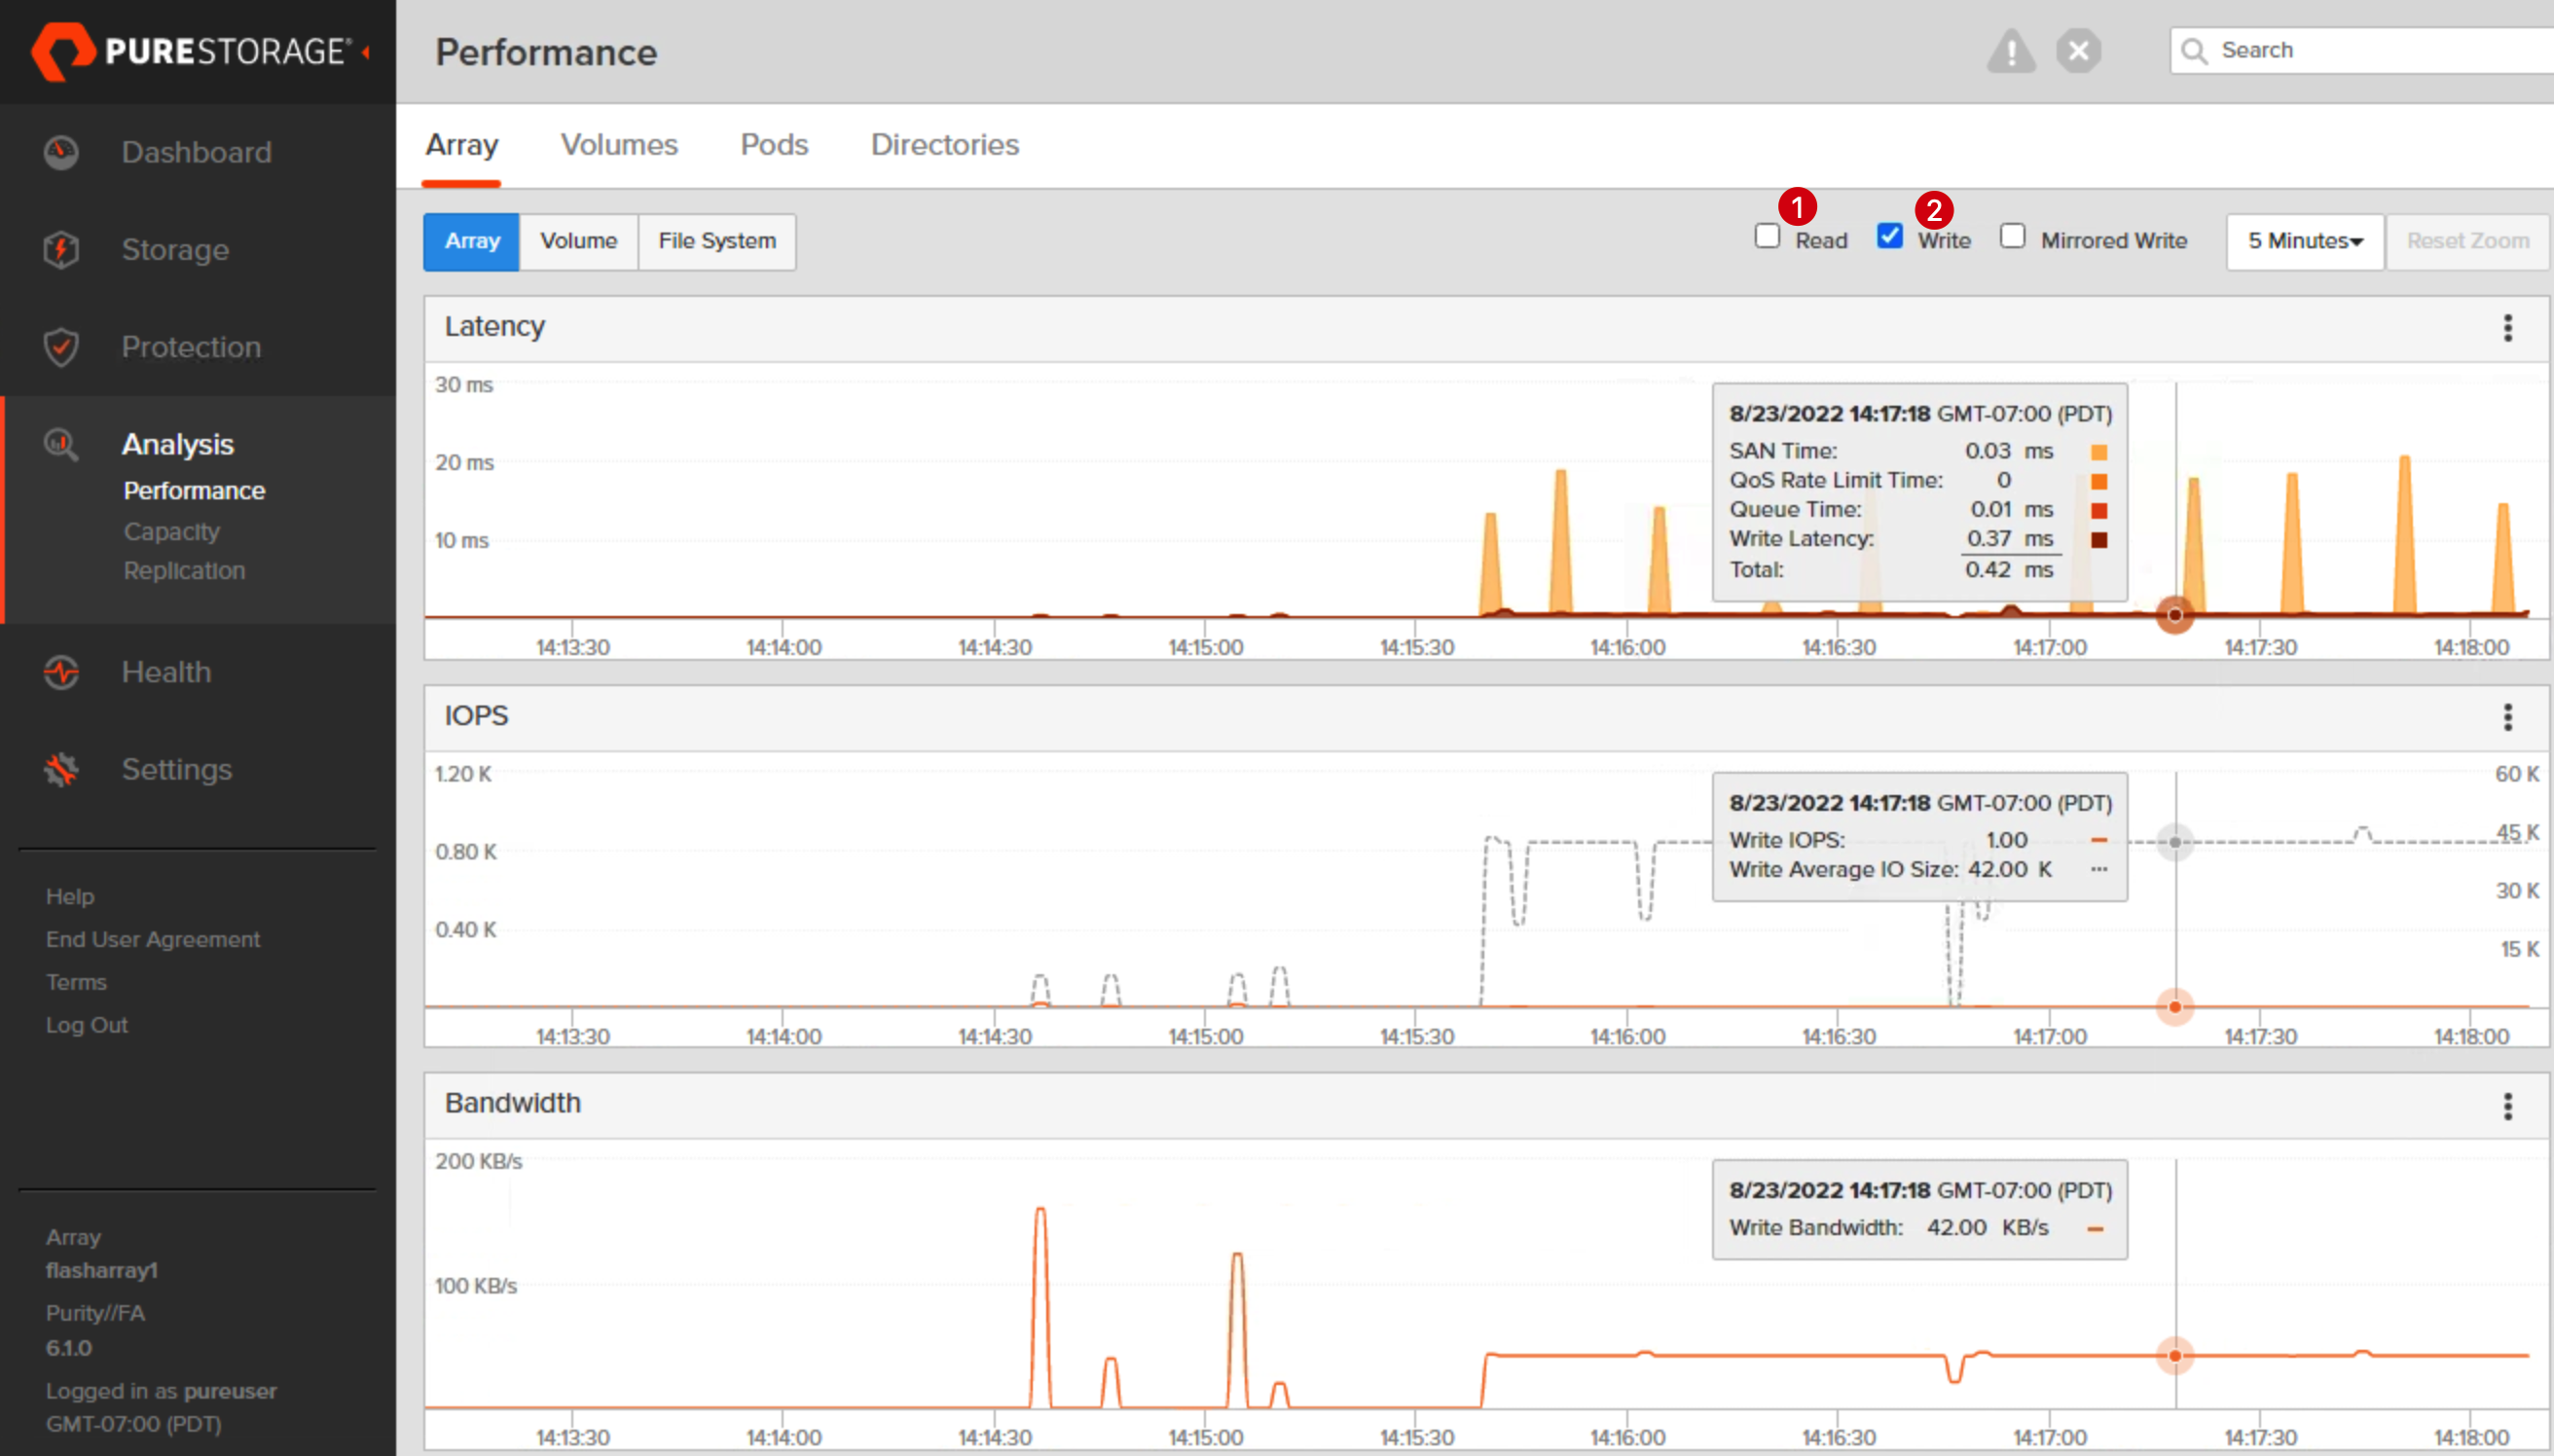 PURESTORAGE®
Performance
Search
Dashboard
Storage
Protection
Analysis
Performance
Capacity
Replication
Health
Settings
Help
End User Agreement
Terms
Log Out
Array
flasharray1
Purity//FA
6.1.0
Logged in as pureuser
GMT-07:00 (PDT)
Array Volumes Pods Directories
Array Volume File System
1 2
Read Write Mirrored Write 5 Minutes Reset Zoom
Latency
30 ms
20 ms
10 ms
8/23/2022 14:17:18 GMT-07:00 (PDT)
SAN Time: 0.03 ms
QoS Rate Limit Time: 0
Queue Time: 0.01 ms
Write Latency: 0.37 ms
Total: 0.42 ms
14:13:30 14:14:00 14:14:30 14:15:00 14:15:30 14:16:00 14:16:30 14:17:00 14:17:30 14:18:00
IOPS
1.20 K
0.80 K
0.40 K
8/23/2022 14:17:18 GMT-07:00 (PDT)
Write IOPS: 1.00
Write Average IO Size: 42.00 K
60 K
45 K
30 K
15 K
14:13:30 14:14:00 14:14:30 14:15:00 14:15:30 14:16:00 14:16:30 14:17:00 14:17:30 14:18:00
Bandwidth
200 KB/s
100 KB/s
8/23/2022 14:17:18 GMT-07:00 (PDT)
Write Bandwidth: 42.00 KB/s
14:13:30 14:14:00 14:14:30 14:15:00 14:15:30 14:16:00 14:16:30 14:17:00 14:17:30 14:18:00